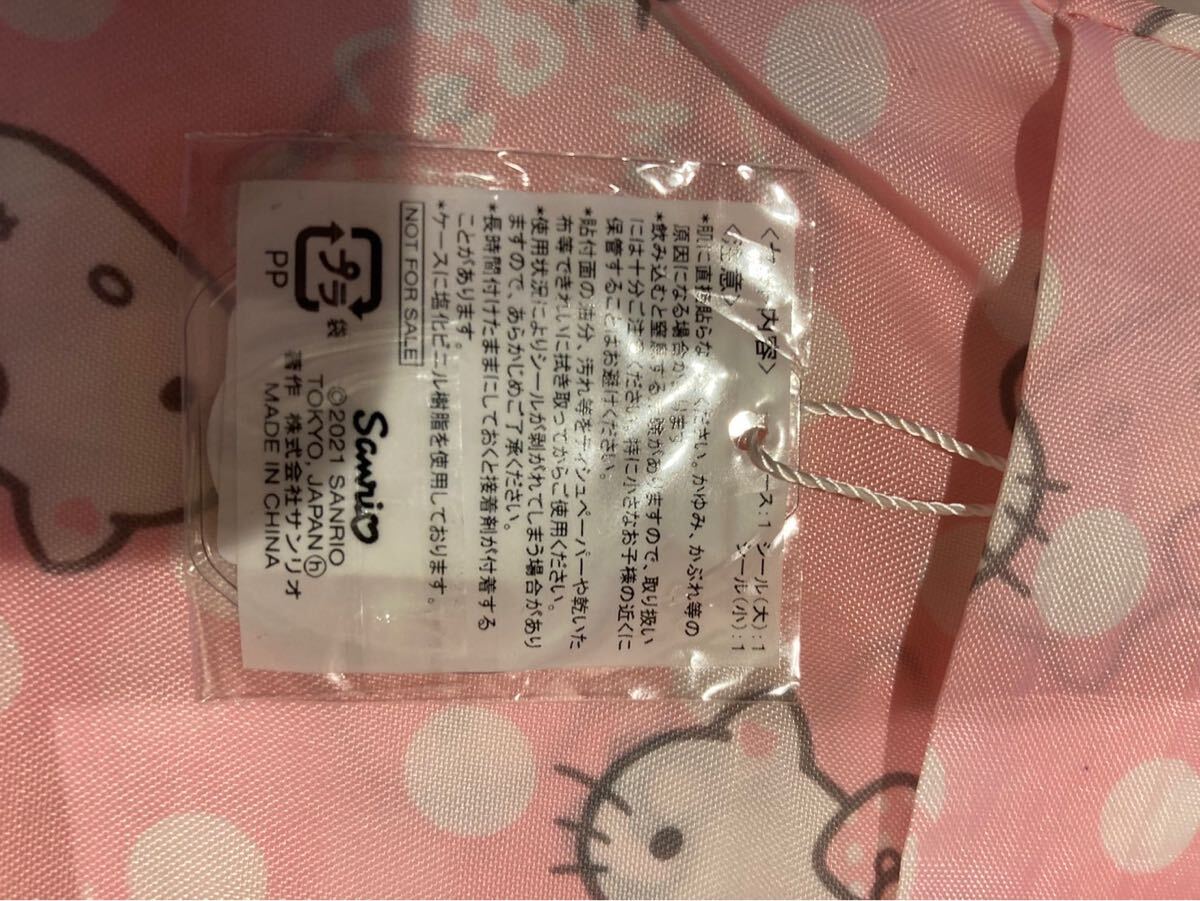 内容〉
ース:1 シール(大):1
シール(小):1
〈注意〉
*肌に直接貼らな ください。かゆみ、かぶれ等の
原因になる場合が ります
*飲み込むと窒息する 険がありますので、取り扱い
には十分ご注意ください。特に小さなお子様の近くに
保管することはお避けください。
*貼付面の油分、汚れ等をティシュペーパーや乾いた
布等できれいに拭き取ってからご使用ください。
*使用状況によりシールが剥がれてしまう場合があり
ますので、あらかじめご了承ください。
*長時間付けたままにしておくと接着剤が付着する
ことがあります。
*ケースに塩化ビニル樹脂を使用しております。
NOT FOR SALE
Sanrio
プラ 袋
PP
©2021 SANRIO
TOKYO, JAPAN ⓗ
著作 株式会社サンリオ
MADE IN CHINA